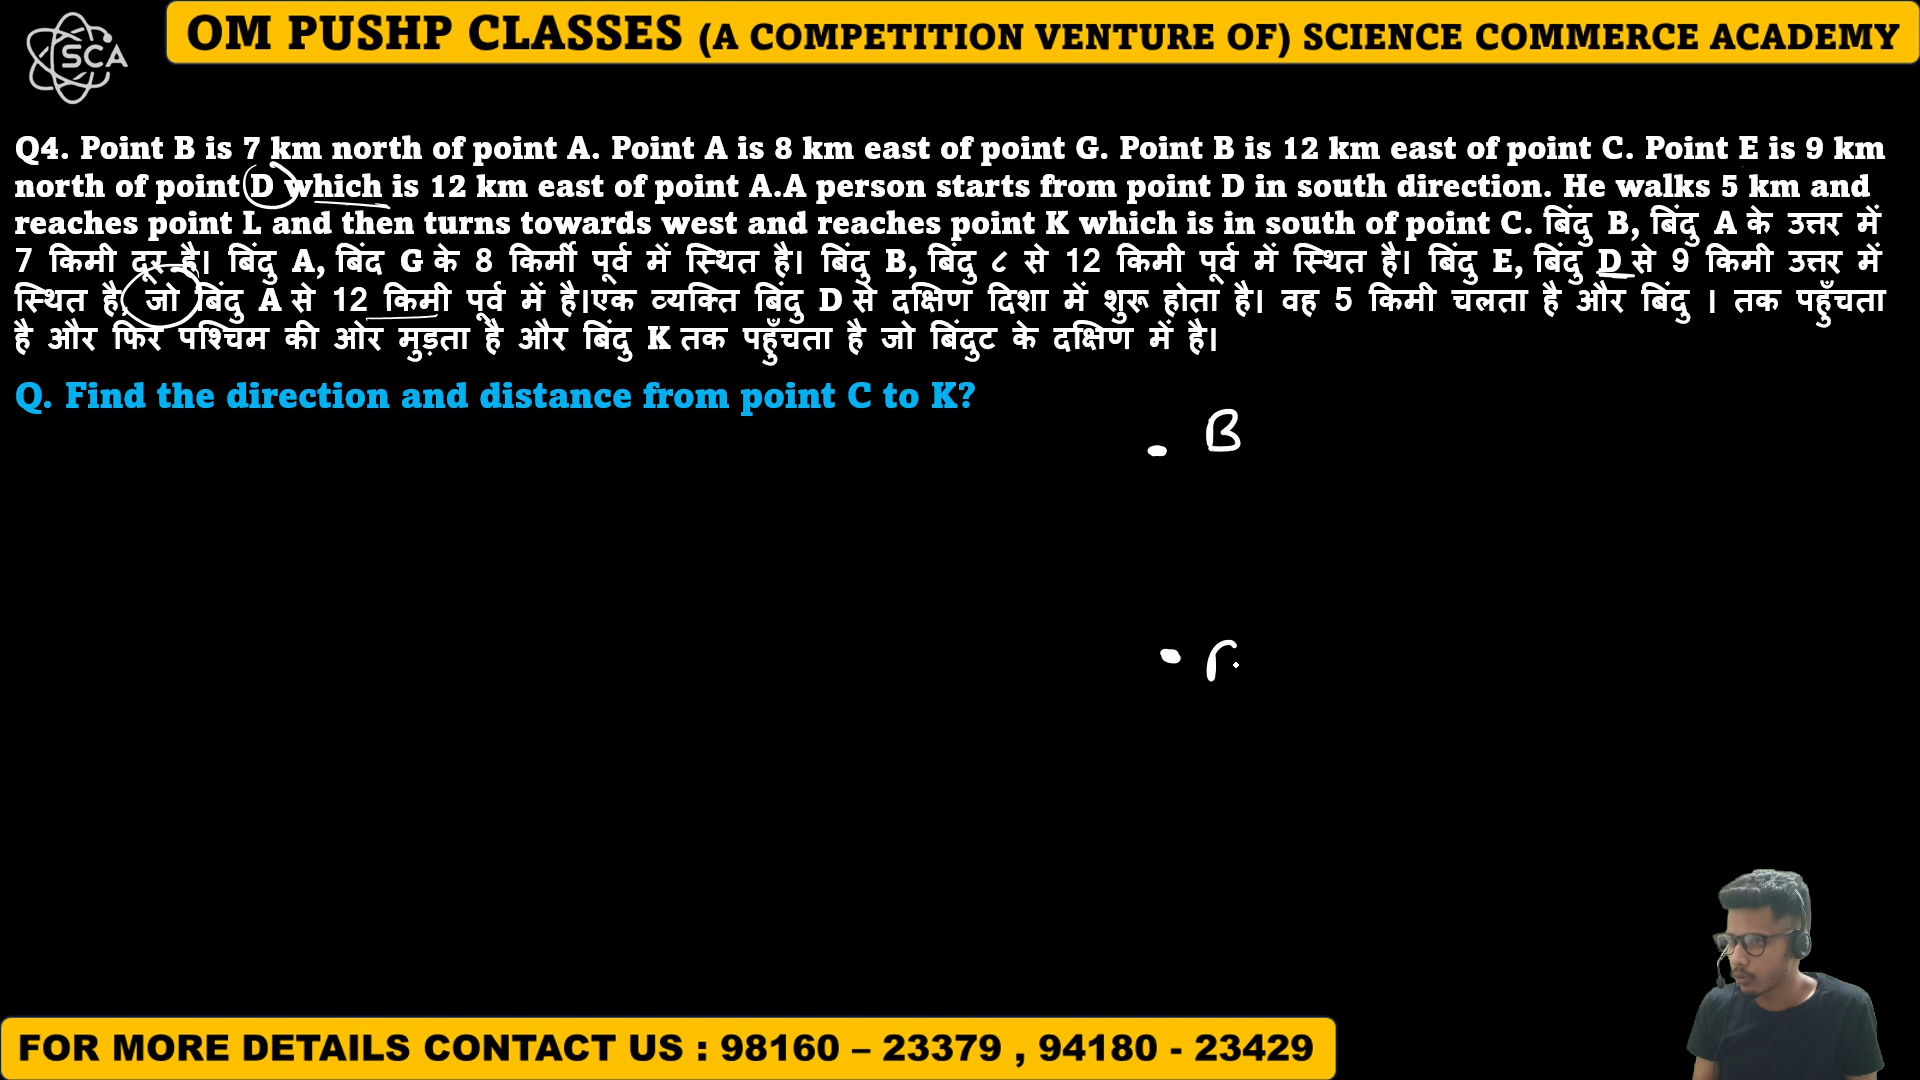 SCA
OM PUSHP CLASSES (A COMPETITION VENTURE OF) SCIENCE COMMERCE ACADEMY
Q4. Point B is 7 km north of point A. Point A is 8 km east of point G. Point B is 12 km east of point C. Point E is 9 km
north of point D which is 12 km east of point A.A person starts from point D in south direction. He walks 5 km and
reaches point L and then turns towards west and reaches point K which is in south of point C. बिंदु B, बिंदु A के उत्तर में
7 किमी दूर है। बिंदु A, बिंद G के 8 किर्मी पूर्व में स्थित है। बिंदु B, बिंदु ८ से 12 किमी पूर्व में स्थित है। बिंदु E, बिंदु D से 9 किमी उत्तर में
स्थित है, जो बिंदु A से 12 किमी पूर्व में है।एक व्यक्ति बिंदु D से दक्षिण दिशा में शुरू होता है। वह 5 किमी चलता है और बिंदु । तक पहुँचता
है और फिर पश्चिम की ओर मुड़ता है और बिंदु K तक पहुँचता है जो बिंदुट के दक्षिण में है।
Q. Find the direction and distance from point C to K?
B
FOR MORE DETAILS CONTACT US : 98160 – 23379 , 94180 - 23429